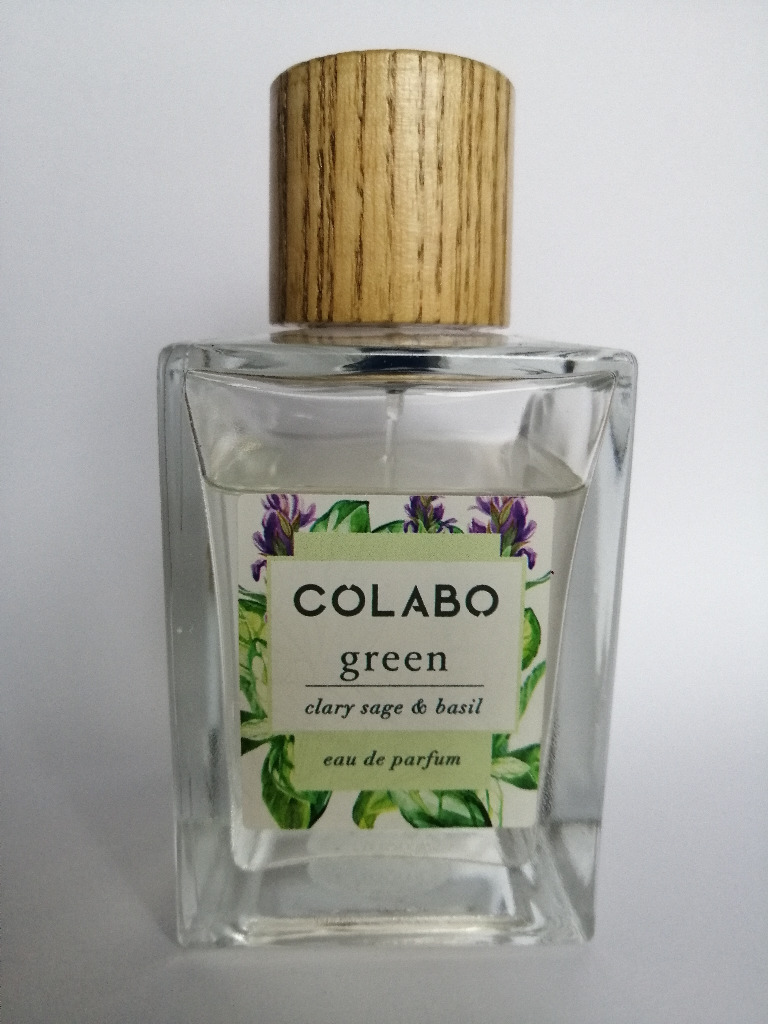 COLABO
green
clary sage & basil
eau de parfum